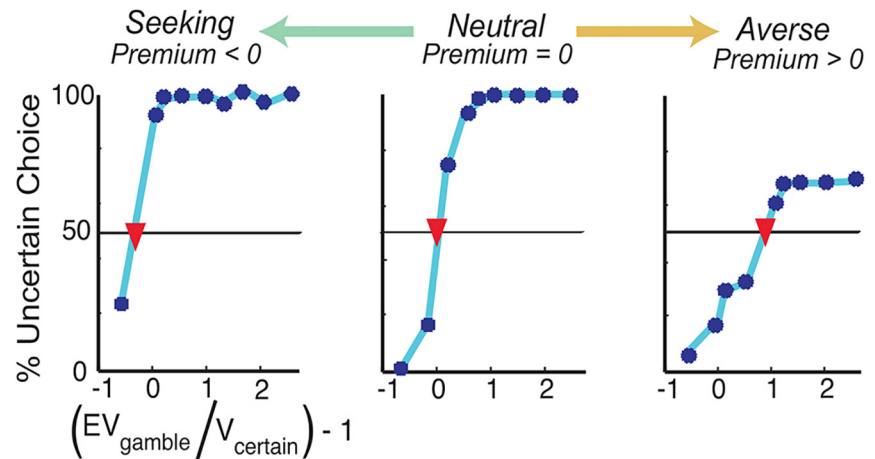 Seeking
Premium < 0
Neutral
Premium = 0
Averse
Premium > 0
% Uncertain Choice
100
50
0
-1 0 1 2
-1 0 1 2
-1 0 1 2
(EVgamble/Vcertain) - 1